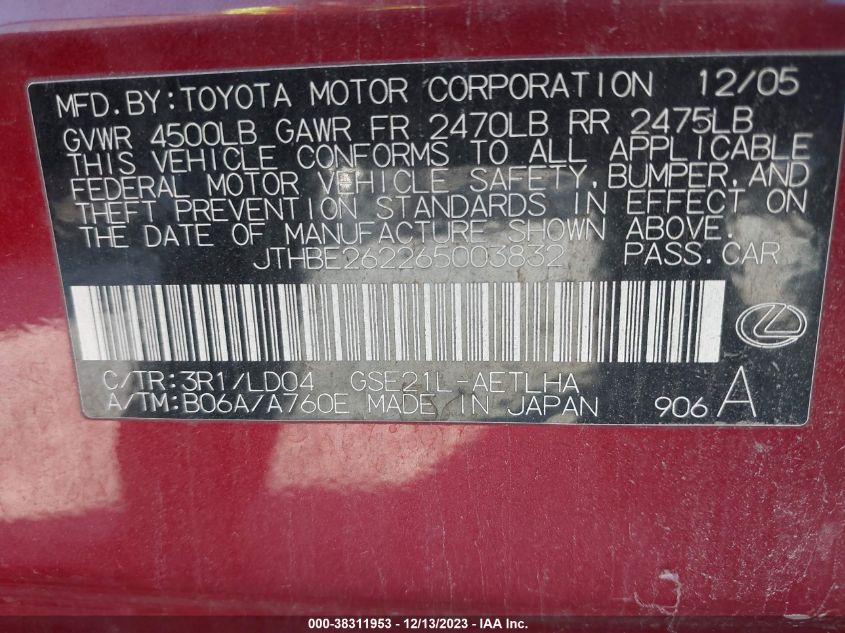 MFD.BY:TOYOTA MOTOR CORPORATION 12/05
GVWR 4500LB GAWR FR 2470LB RR 2475LB
THIS VEHICLE CONFORMS TO ALL APPLICABLE
FEDERAL MOTOR VEHICLE SAFETY,BUMPER,AND
THEFT PREVENTION STANDARDS IN EFFECT ON
THE DATE OF MANUFACTURE SHOWN ABOVE.
JTHBE262265003832 PASS.CAR
C/TR:3R1/LD04 GSE21L-AETLHA
A/TM:B06A/A760E MADE IN JAPAN 906 A
000-38311953 - 12/13/2023 - © IAA Inc.